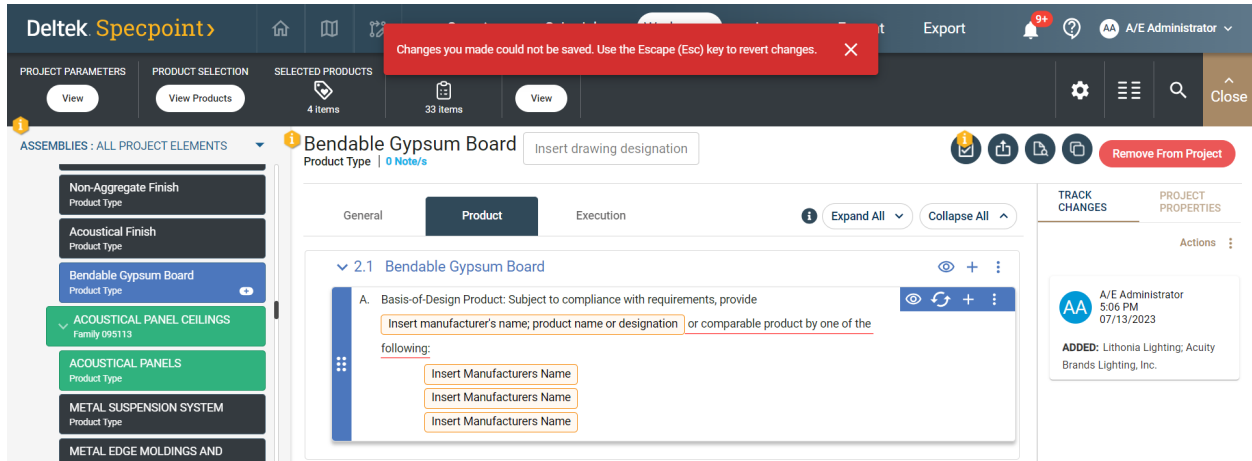 Deltek. Specpoint>
Export
9+
AA A/E Administrator
Changes you made could not be saved. Use the Escape (Esc) key to revert changes.
PROJECT PARAMETERS
View
PRODUCT SELECTION
View Products
SELECTED PRODUCTS
4 items
33 items
View
Close
ASSEMBLIES : ALL PROJECT ELEMENTS
Non-Aggregate Finish
Product Type
Acoustical Finish
Product Type
Bendable Gypsum Board
Product Type
ACOUSTICAL PANEL CEILINGS
Family 095113
ACOUSTICAL PANELS
Product Type
METAL SUSPENSION SYSTEM
Product Type
METAL EDGE MOLDINGS AND
Bendable Gypsum Board
Insert drawing designation
Product Type | 0 Note/s
Remove From Project
General
Product
Execution
Expand All
Collapse All
2.1 Bendable Gypsum Board
A. Basis-of-Design Product: Subject to compliance with requirements, provide
Insert manufacturer's name; product name or designation or comparable product by one of the
following:
Insert Manufacturers Name
Insert Manufacturers Name
Insert Manufacturers Name
TRACK
CHANGES
PROJECT
PROPERTIES
Actions
AA
A/E Administrator
5:06 PM
07/13/2023
ADDED: Lithonia Lighting; Acuity
Brands Lighting, Inc.